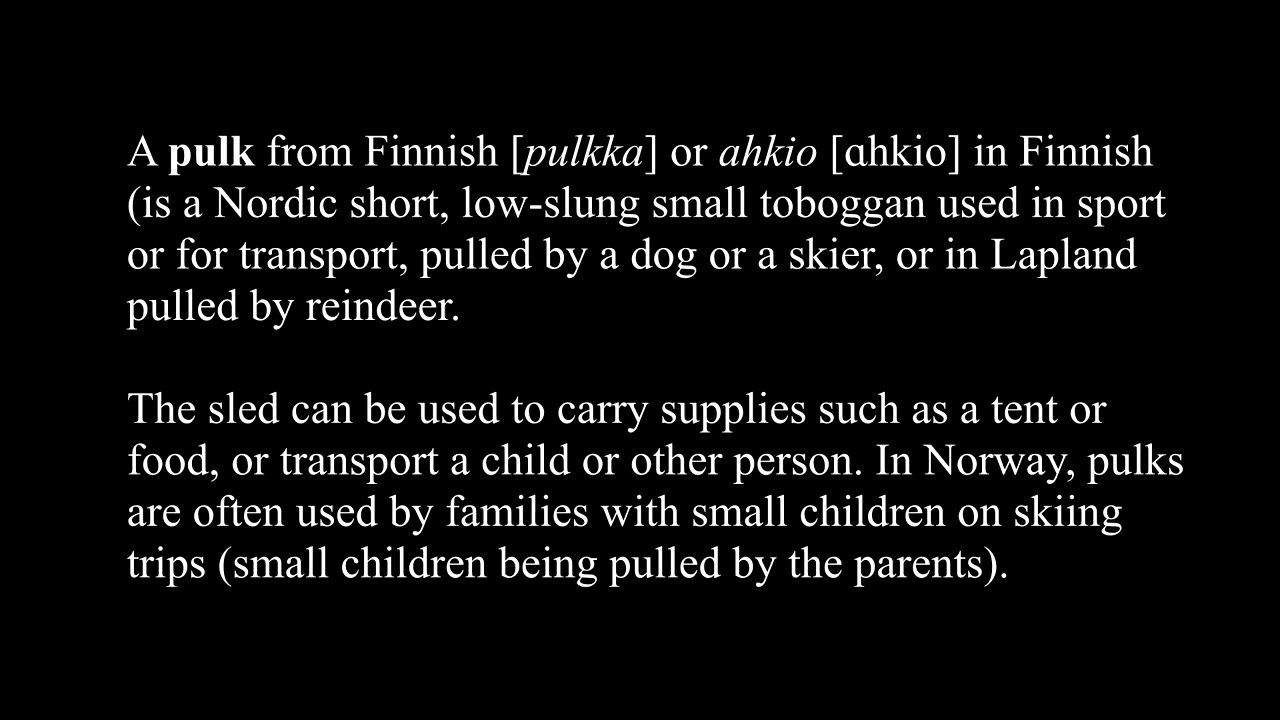 A pulk from Finnish [pulkka] or ahkio [ɑhkio] in Finnish
(is a Nordic short, low-slung small toboggan used in sport
or for transport, pulled by a dog or a skier, or in Lapland
pulled by reindeer.
The sled can be used to carry supplies such as a tent or
food, or transport a child or other person. In Norway, pulks
are often used by families with small children on skiing
trips (small children being pulled by the parents).